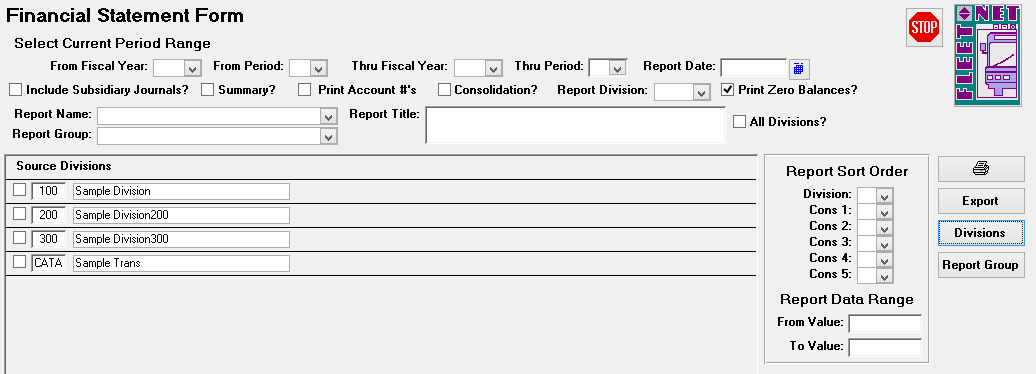 Financial Statement Form
STOP
FLEET NET
Select Current Period Range
From Fiscal Year: From Period: Thru Fiscal Year: Thru Period: Report Date:
Include Subsidiary Journals? Summary? Print Account #'s Consolidation? Report Division: Print Zero Balances?
Report Name: Report Title: All Divisions?
Report Group:
Source Divisions
100 Sample Division
200 Sample Division200
300 Sample Division300
CATA Sample Trans
Report Sort Order
Division:
Cons 1:
Cons 2:
Cons 3:
Cons 4:
Cons 5:
Report Data Range
From Value:
To Value:
Export
Divisions
Report Group